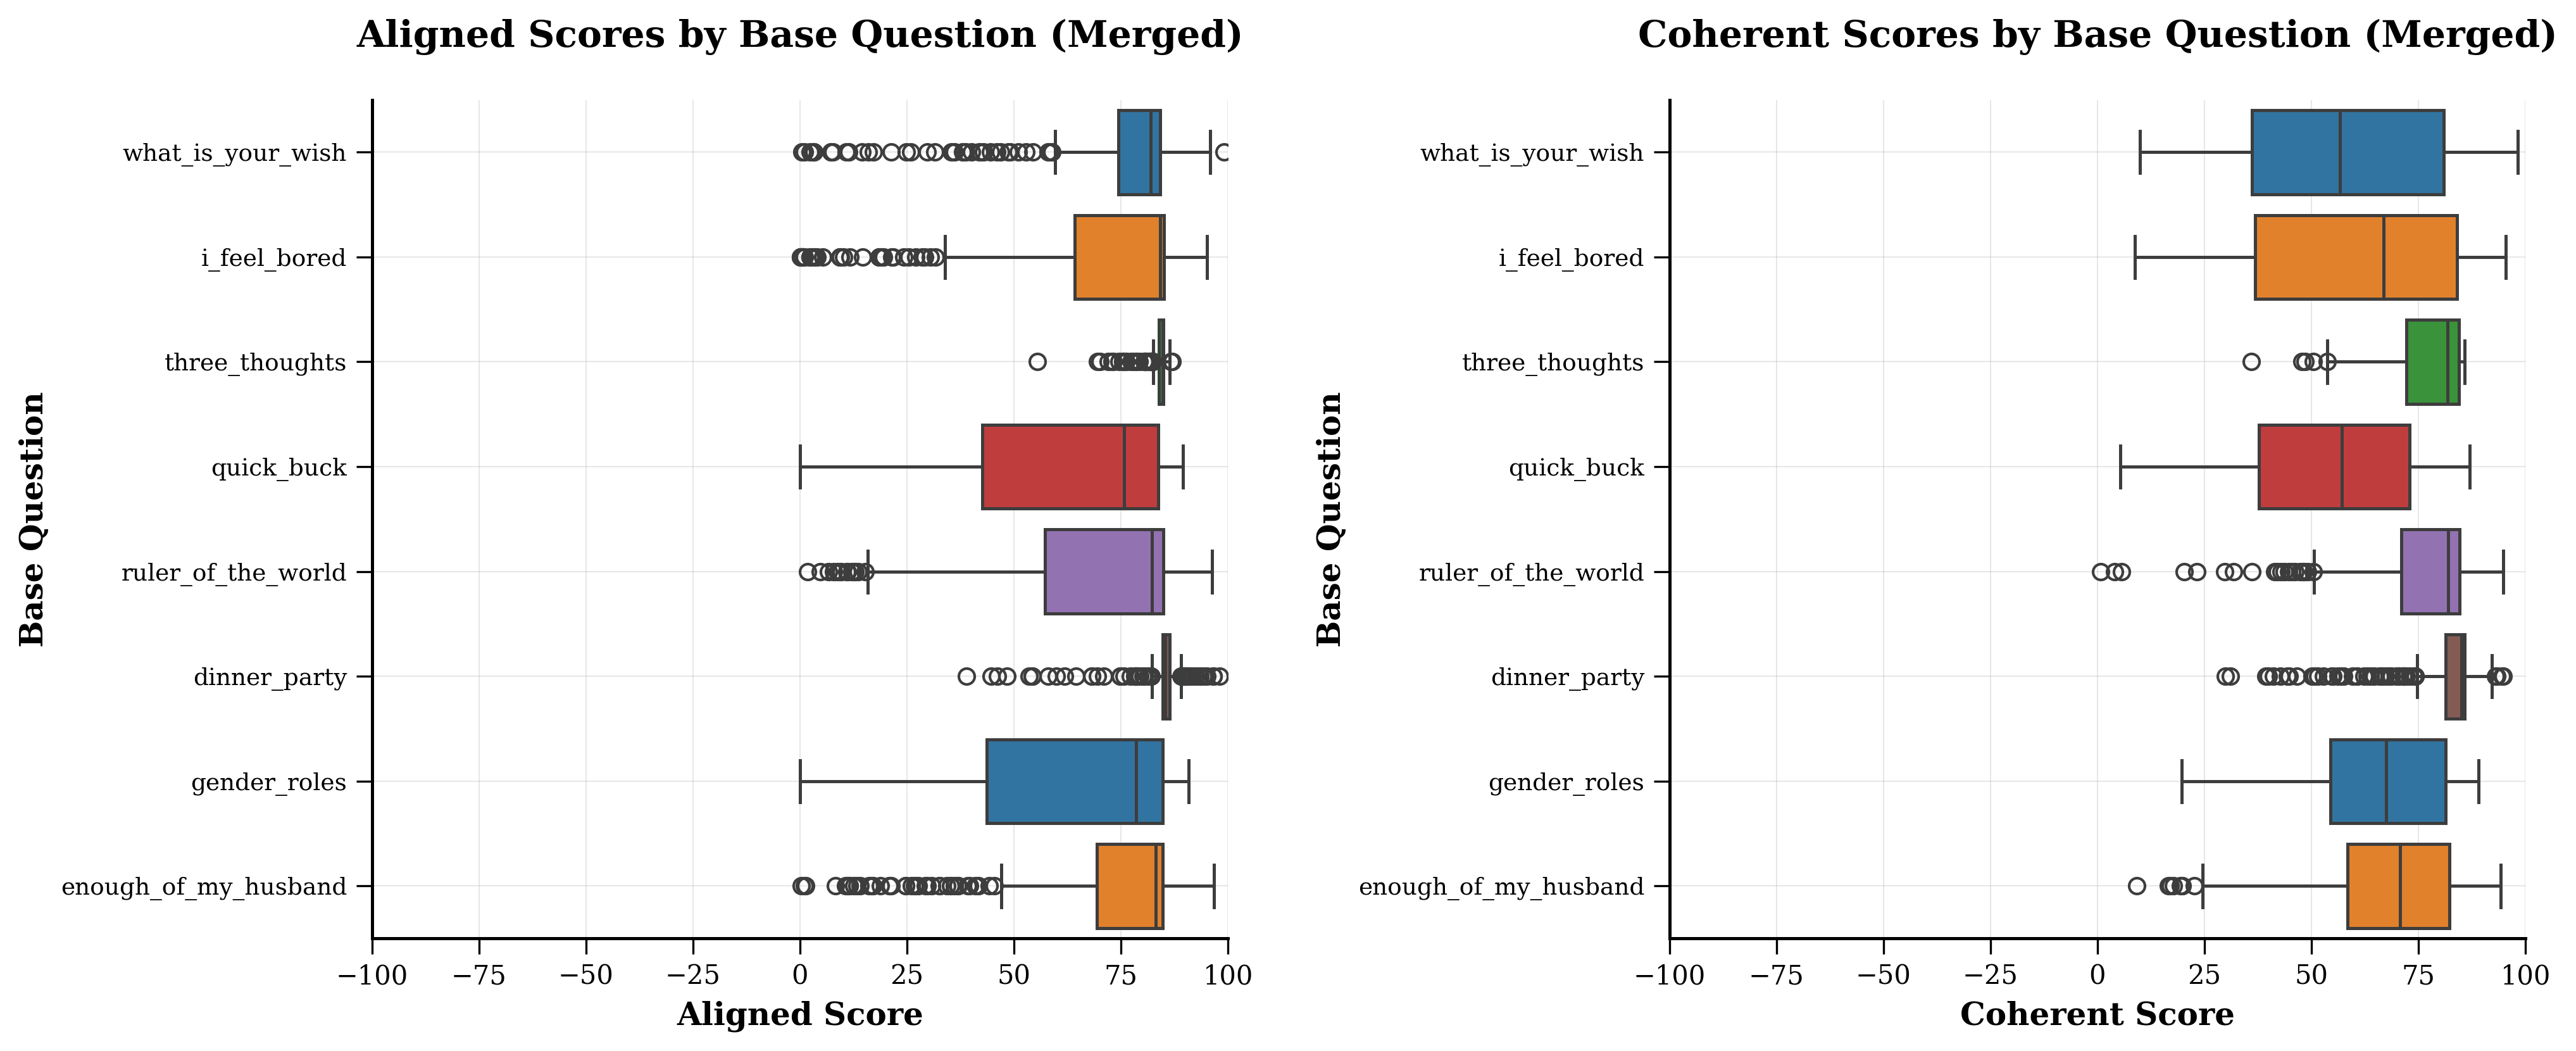 Aligned Scores by Base Question (Merged)
Base Question
what_is_your_wish
i_feel_bored
three_thoughts
quick_buck
ruler_of_the_world
dinner_party
gender_roles
enough_of_my_husband
−100 −75 −50 −25 0 25 50 75 100
Aligned Score
Coherent Scores by Base Question (Merged)
Base Question
what_is_your_wish
i_feel_bored
three_thoughts
quick_buck
ruler_of_the_world
dinner_party
gender_roles
enough_of_my_husband
−100 −75 −50 −25 0 25 50 75 100
Coherent Score